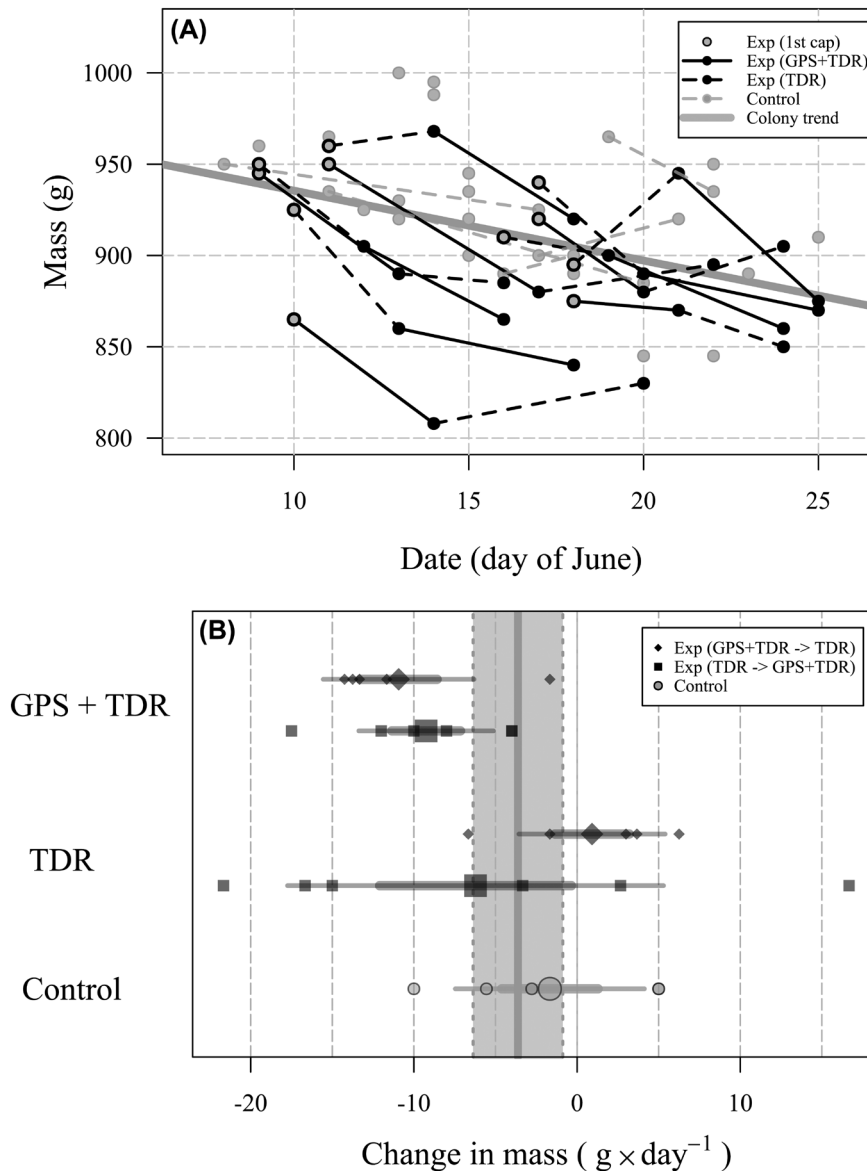 (A)
Exp (1st cap)
Exp (GPS+TDR)
Exp (TDR)
Control
Colony trend
1000
950
900
850
800
Mass (g)
10 15 20 25
Date (day of June)
(B)
Exp (GPS+TDR -> TDR)
Exp (TDR -> GPS+TDR)
Control
GPS + TDR
TDR
Control
-20 -10 0 10
Change in mass ( g × day⁻¹ )